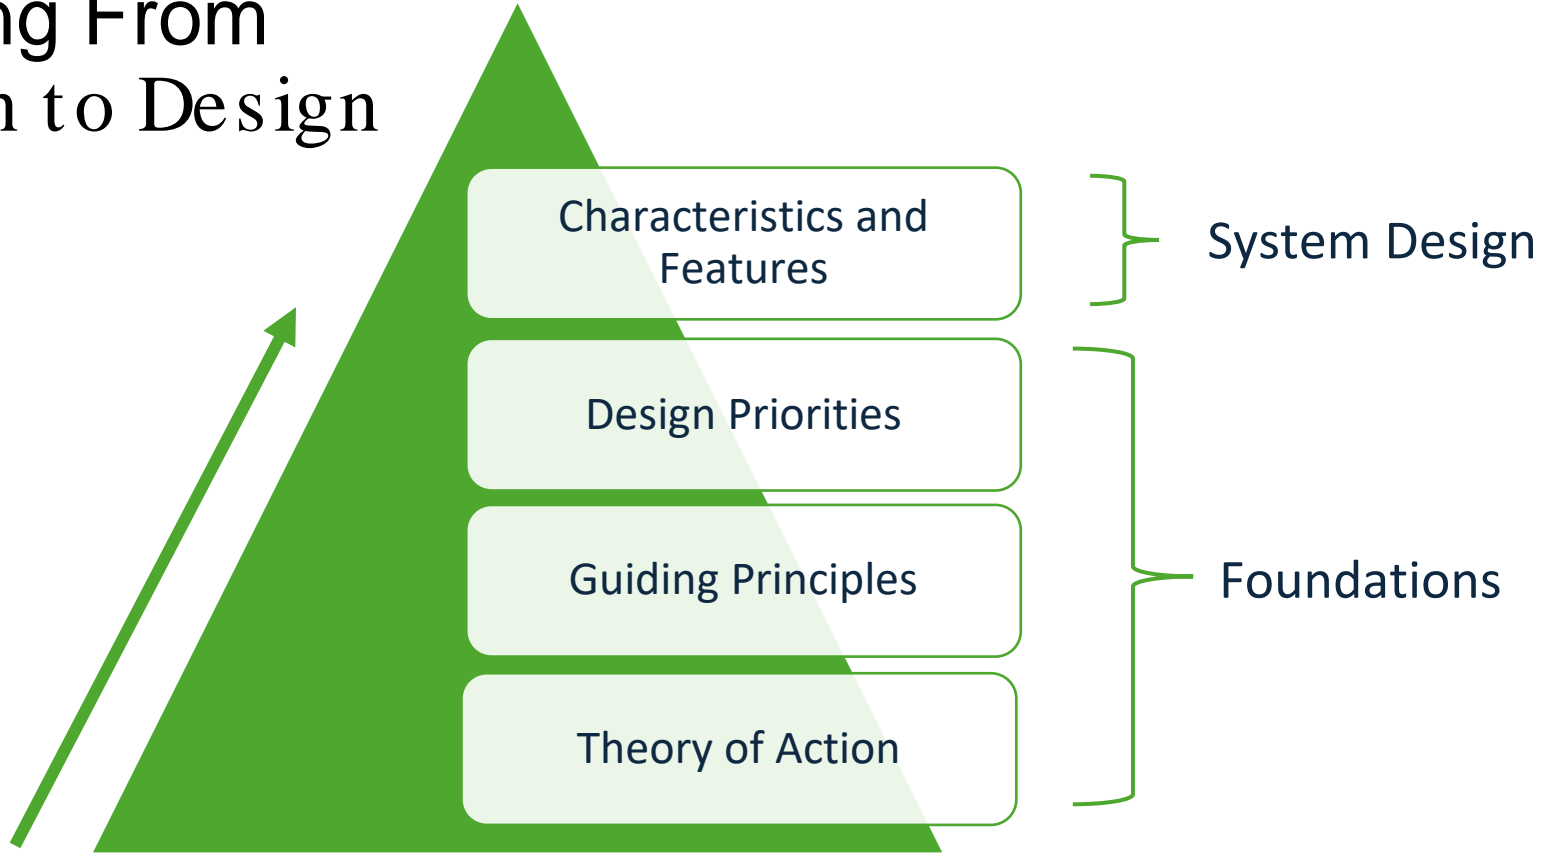 ng From
n to Design
Characteristics and
Features
System Design
Design Priorities
Guiding Principles
Foundations
Theory of Action